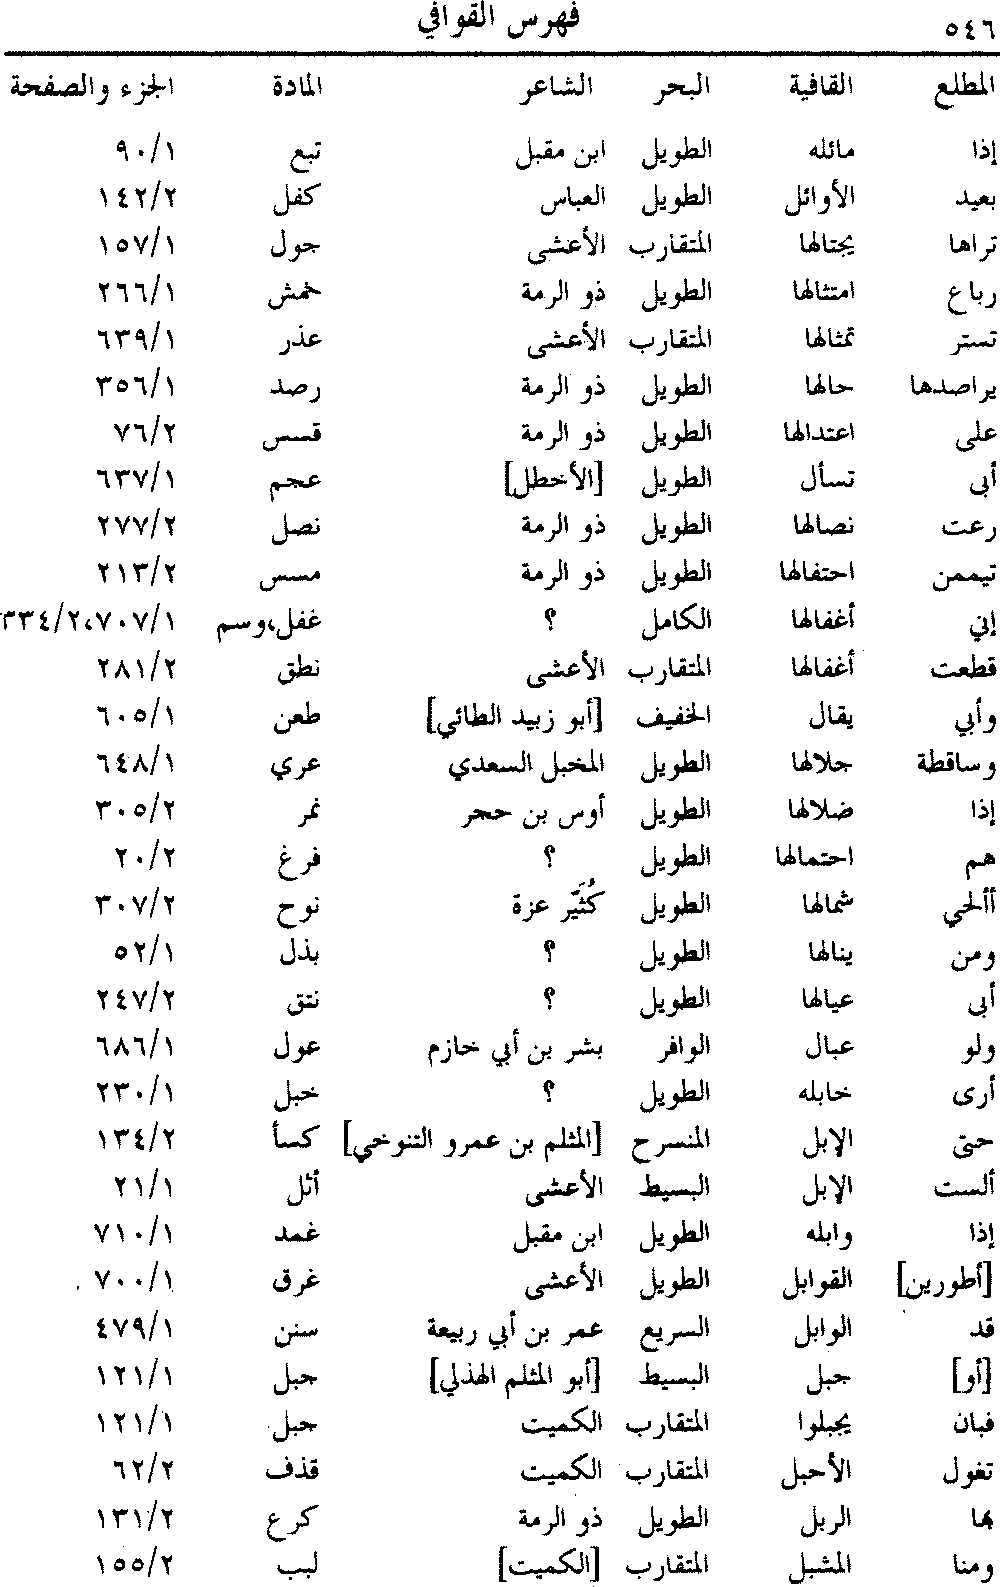 ٥٤٦ فهرس القوافي
المطلع القافية البحر الشاعر المادة الجزء والصفحة
إذا مائله الطويل ابن مقبل تبع ٩٠/١
بعيد الأوائل الطويل العباس كفل ١٤٢/٢
تراها يجتالها المتقارب الأعشى جول ١٥٧/١
رباع امتثالها الطويل ذو الرمة خمش ٢٦٦/١
تستر تمثالها المتقارب الأعشى عذر ٦٣٩/١
يراصدها حالها الطويل ذو الرمة رصد ٣٥٦/١
على اعتدالها الطويل ذو الرمة قسس ٧٦/٢
أبى تسأل الطويل [الأخطل] عجم ٦٣٧/١
رعت نصالها الطويل ذو الرمة نصل ٢٧٧/٢
تيممن احتفالها الطويل ذو الرمة مسس ٢١٣/٢
إني أغفالها الكامل ؟ غفل،وسم ٧٠٧/١،٣٣٤/٢
قطعت أغفالها المتقارب الأعشى نطق ٢٨١/٢
وأبي يقال الخفيف [أبو زبيد الطائي] طعن ٦٠٥/١
وساقطة جلالها الطويل المخبل السعدي عري ٦٤٨/١
إذا ضلالها الطويل أوس بن حجر نمر ٣٠٥/٢
هم احتمالها الطويل ؟ فرغ ٢٠/٢
أألحي شمالها الطويل كُثَيّر عزة نوح ٣٠٧/٢
ومن ينالها الطويل ؟ بذل ٥٢/١
أبى عيالها الطويل ؟ نتق ٢٤٧/٢
ولو عبال الوافر بشر بن أبي خازم عول ٦٨٦/١
أرى خابله الطويل ؟ خبل ٢٣٠/١
حتى الإبل المنسرح [المثلم بن عمرو التنوخي] كسأ ١٣٤/٢
ألست الإبل البسيط الأعشى أثل ٢١/١
إذا وابله الطويل ابن مقبل غمد ٧١٠/١
[أطورين] القوابل الطويل الأعشى غرق ٧٠٠/١
قد الوابل السريع عمر بن أبي ربيعة سنن ٤٧٩/١
[أو] جبل البسيط [أبو المثلم الهذلي] حبل ١٢١/١
فبان يجبلوا المتقارب الكميت حبل ١٢١/١
تغول الأحبل المتقارب الكميت قذف ٦٢/٢
بها الربل الطويل ذو الرمة كرع ١٣١/٢
ومنا المشبل المتقارب [الكميت] لبب ١٥٥/٢